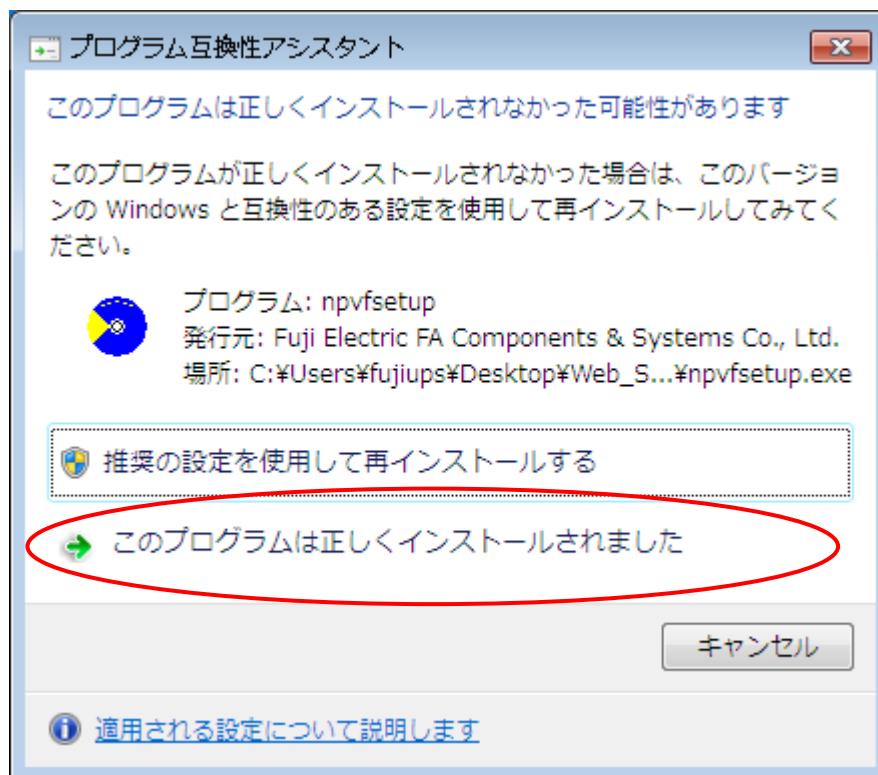 プログラム互換性アシスタント
このプログラムは正しくインストールされなかった可能性があります
このプログラムが正しくインストールされなかった場合は、このバージョ
ンの Windows と互換性のある設定を使用して再インストールしてみてく
ださい。
プログラム: npvfsetup
発行元: Fuji Electric FA Components & Systems Co., Ltd.
場所: C:¥Users¥fujiups¥Desktop¥Web_S...¥npvfsetup.exe
推奨の設定を使用して再インストールする
このプログラムは正しくインストールされました
キャンセル
適用される設定について説明します